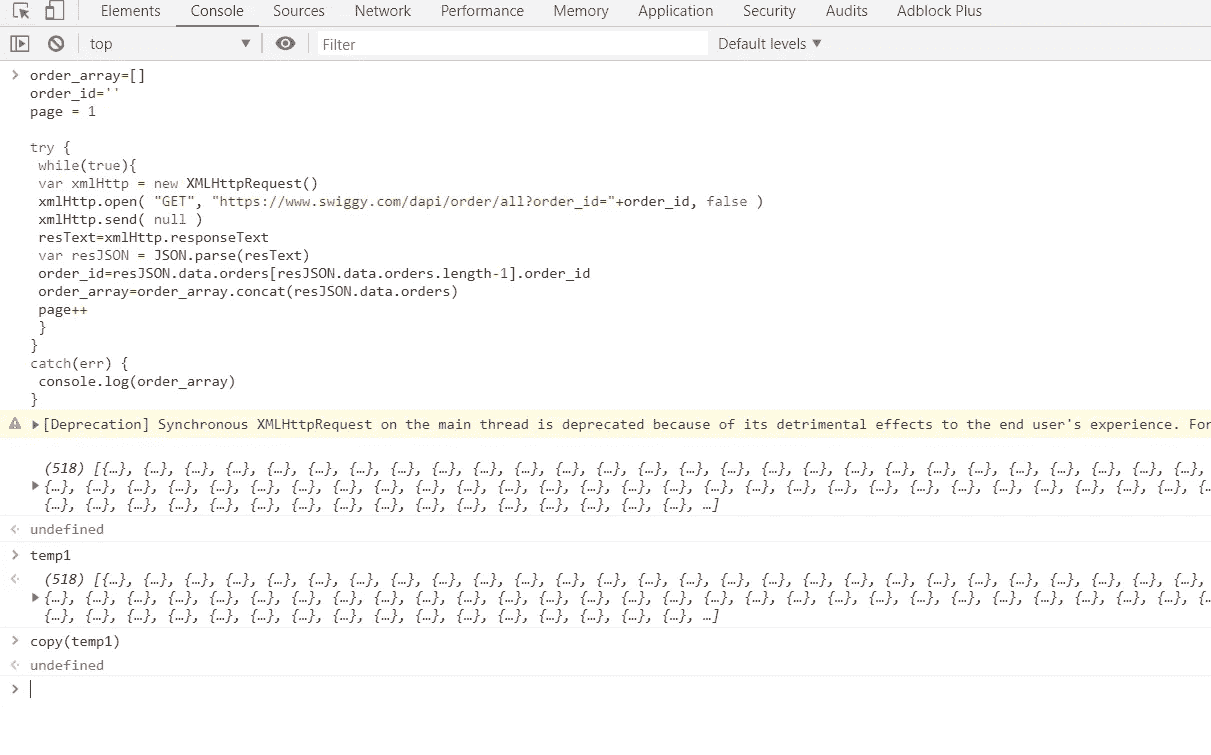 Elements Console Sources Network Performance Memory Application Security Audits Adblock Plus
top Filter Default levels
order_array=[]
order_id=''
page = 1
try {
while(true){
var xmlHttp = new XMLHttpRequest()
xmlHttp.open( "GET", "https://www.swiggy.com/dapi/order/all?order_id="+order_id, false )
xmlHttp.send( null )
resText=xmlHttp.responseText
var resJSON = JSON.parse(resText)
order_id=resJSON.data.orders[resJSON.data.orders.length-1].order_id
order_array=order_array.concat(resJSON.data.orders)
page++
}
}
catch(err) {
console.log(order_array)
}
[Deprecation] Synchronous XMLHttpRequest on the main thread is deprecated because of its detrimental effects to the end user's experience. For
(518) [{…}, {…}, {…}, {…}, {…}, {…}, {…}, {…}, {…}, {…}, {…}, {…}, {…}, {…}, {…}, {…}, {…}, {…}, {…}, {…}, {…}, {…}, {…}, {…}, {…}, {…}, {…},
{…}, {…}, {…}, {…}, {…}, {…}, {…}, {…}, {…}, {…}, {…}, {…}, {…}, {…}, {…}, {…}, {…}, {…}, {…}, {…}, {…}, {…}, {…}, {…}, {…}, {…}, {…}, {…}, {…
{…}, {…}, {…}, {…}, {…}, {…}, {…}, {…}, {…}, {…}, {…}, {…}, {…}, {…}, {…}, {…}, …]
undefined
temp1
(518) [{…}, {…}, {…}, {…}, {…}, {…}, {…}, {…}, {…}, {…}, {…}, {…}, {…}, {…}, {…}, {…}, {…}, {…}, {…}, {…}, {…}, {…}, {…}, {…}, {…}, {…}, {…},
{…}, {…}, {…}, {…}, {…}, {…}, {…}, {…}, {…}, {…}, {…}, {…}, {…}, {…}, {…}, {…}, {…}, {…}, {…}, {…}, {…}, {…}, {…}, {…}, {…}, {…}, {…}, {…}, {…
{…}, {…}, {…}, {…}, {…}, {…}, {…}, {…}, {…}, {…}, {…}, {…}, {…}, {…}, {…}, {…}, …]
copy(temp1)
undefined